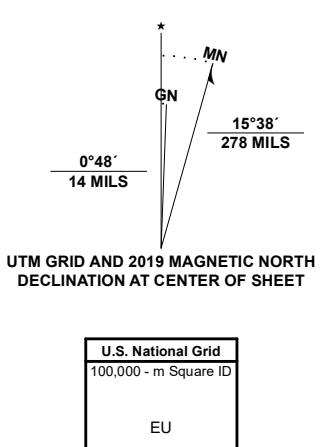 ★
MN
GN
15°38´
278 MILS
0°48´
14 MILS
UTM GRID AND 2019 MAGNETIC NORTH
DECLINATION AT CENTER OF SHEET
U.S. National Grid
100,000 - m Square ID
EU